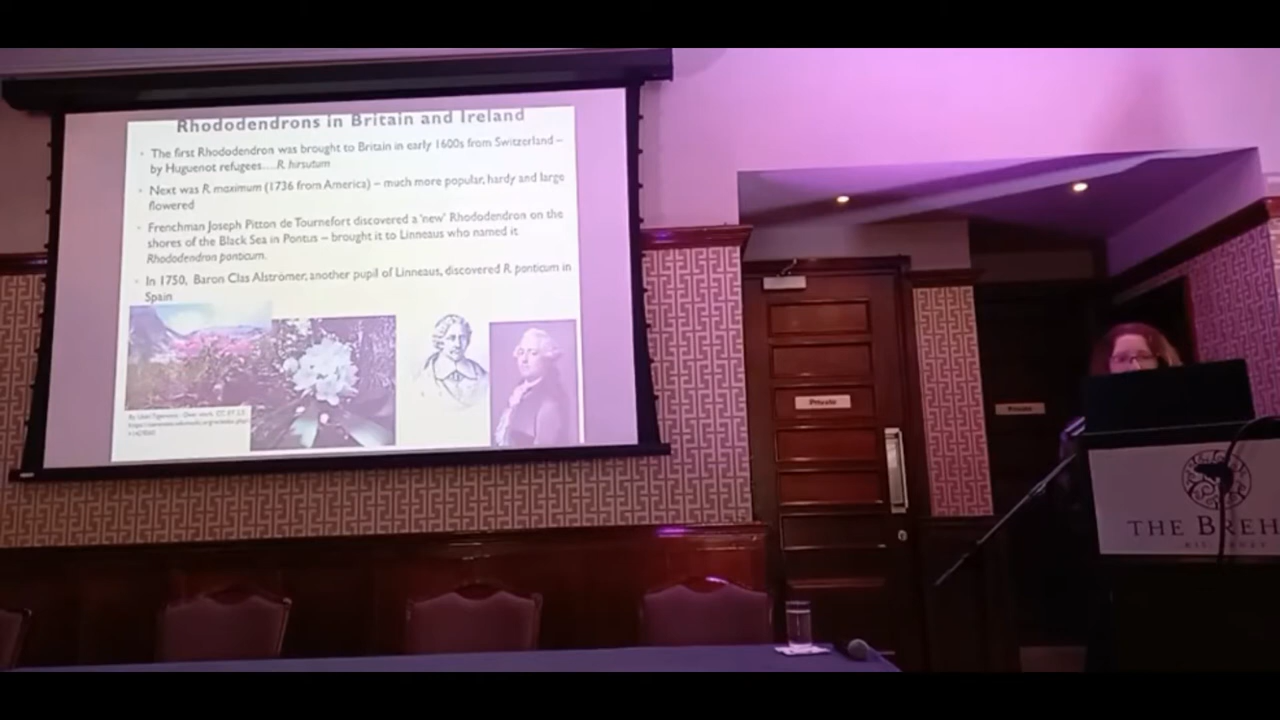 Rhododendrons in Britain and Ireland
The first Rhododendron was brought to Britain in early 1600s from Switzerland –
by Huguenot refugees....R. hirsutum
Next was R. maximum (1736 from America) – much more popular, hardy and large
flowered
Frenchman Joseph Pitton de Tournefort discovered a 'new' Rhododendron on the
shores of the Black Sea in Pontus – brought it to Linneaus who named it
Rhododendron ponticum.
In 1750, Baron Clas Alströmer, another pupil of Linneaus, discovered R. ponticum in
Spain
Private
Private
THE BREH